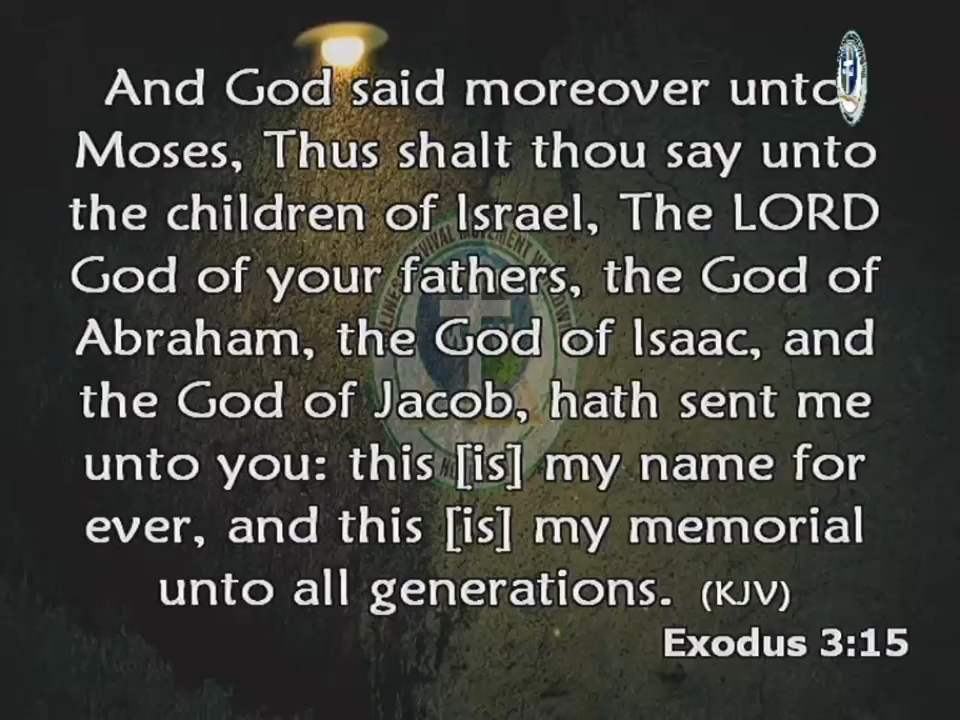 And God said moreover unto
Moses, Thus shalt thou say unto
the children of Israel, The LORD
God of your fathers, the God of
Abraham, the God of Isaac, and
the God of Jacob, hath sent me
unto you: this [is] my name for
ever, and this [is] my memorial
unto all generations. (KJV)
Exodus 3:15